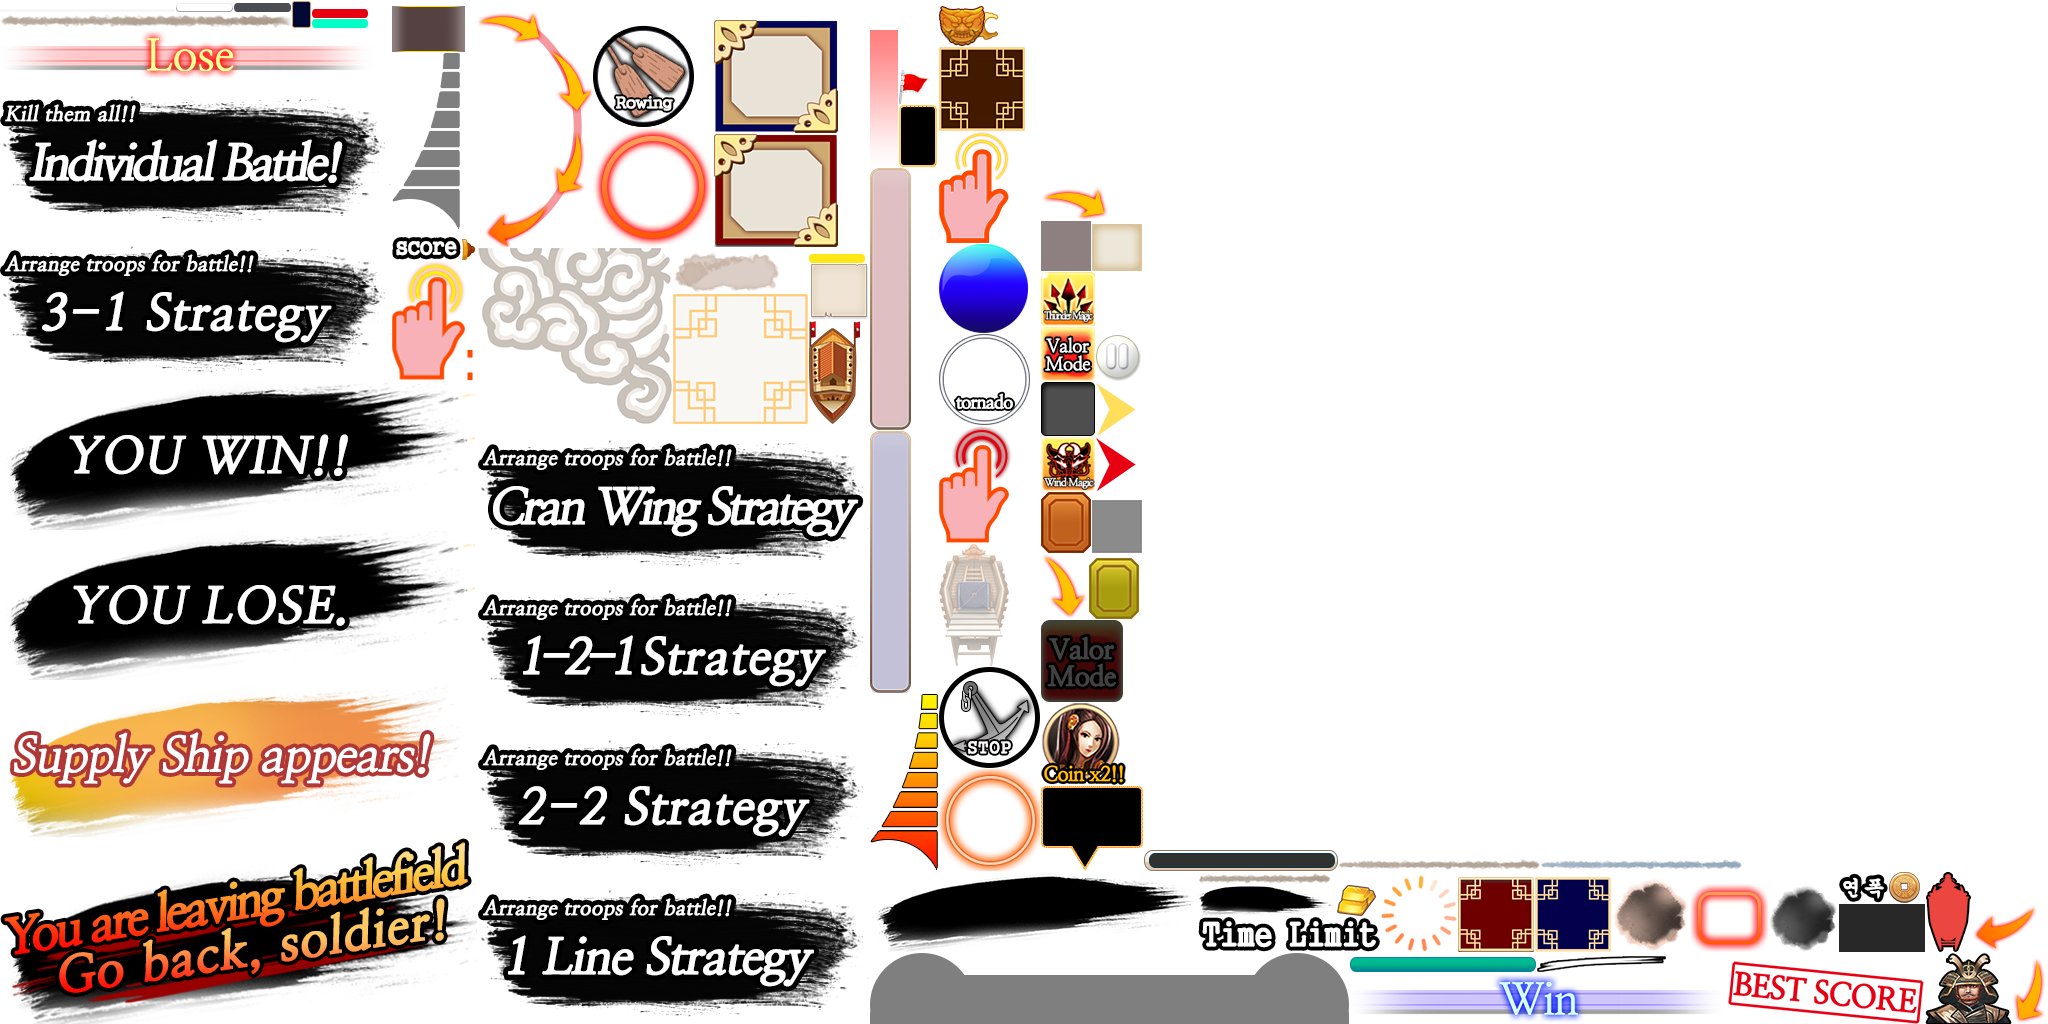 Lose
Kill them all!!
Individual Battle!
Arrange troops for battle!!
3-1 Strategy
YOU WIN!!
YOU LOSE.
Supply Ship appears!
You are leaving battlefield
Go back, soldier!
score
Rowing
Arrange troops for battle!!
Cran Wing Strategy
Arrange troops for battle!!
1-2-1 Strategy
Arrange troops for battle!!
2-2 Strategy
Arrange troops for battle!!
1 Line Strategy
tornado
STOP
Thunder Magic
Valor
Mode
Wind Magic
Valor
Mode
Coin x2!!
Time Limit
연폭
Win
BEST SCORE